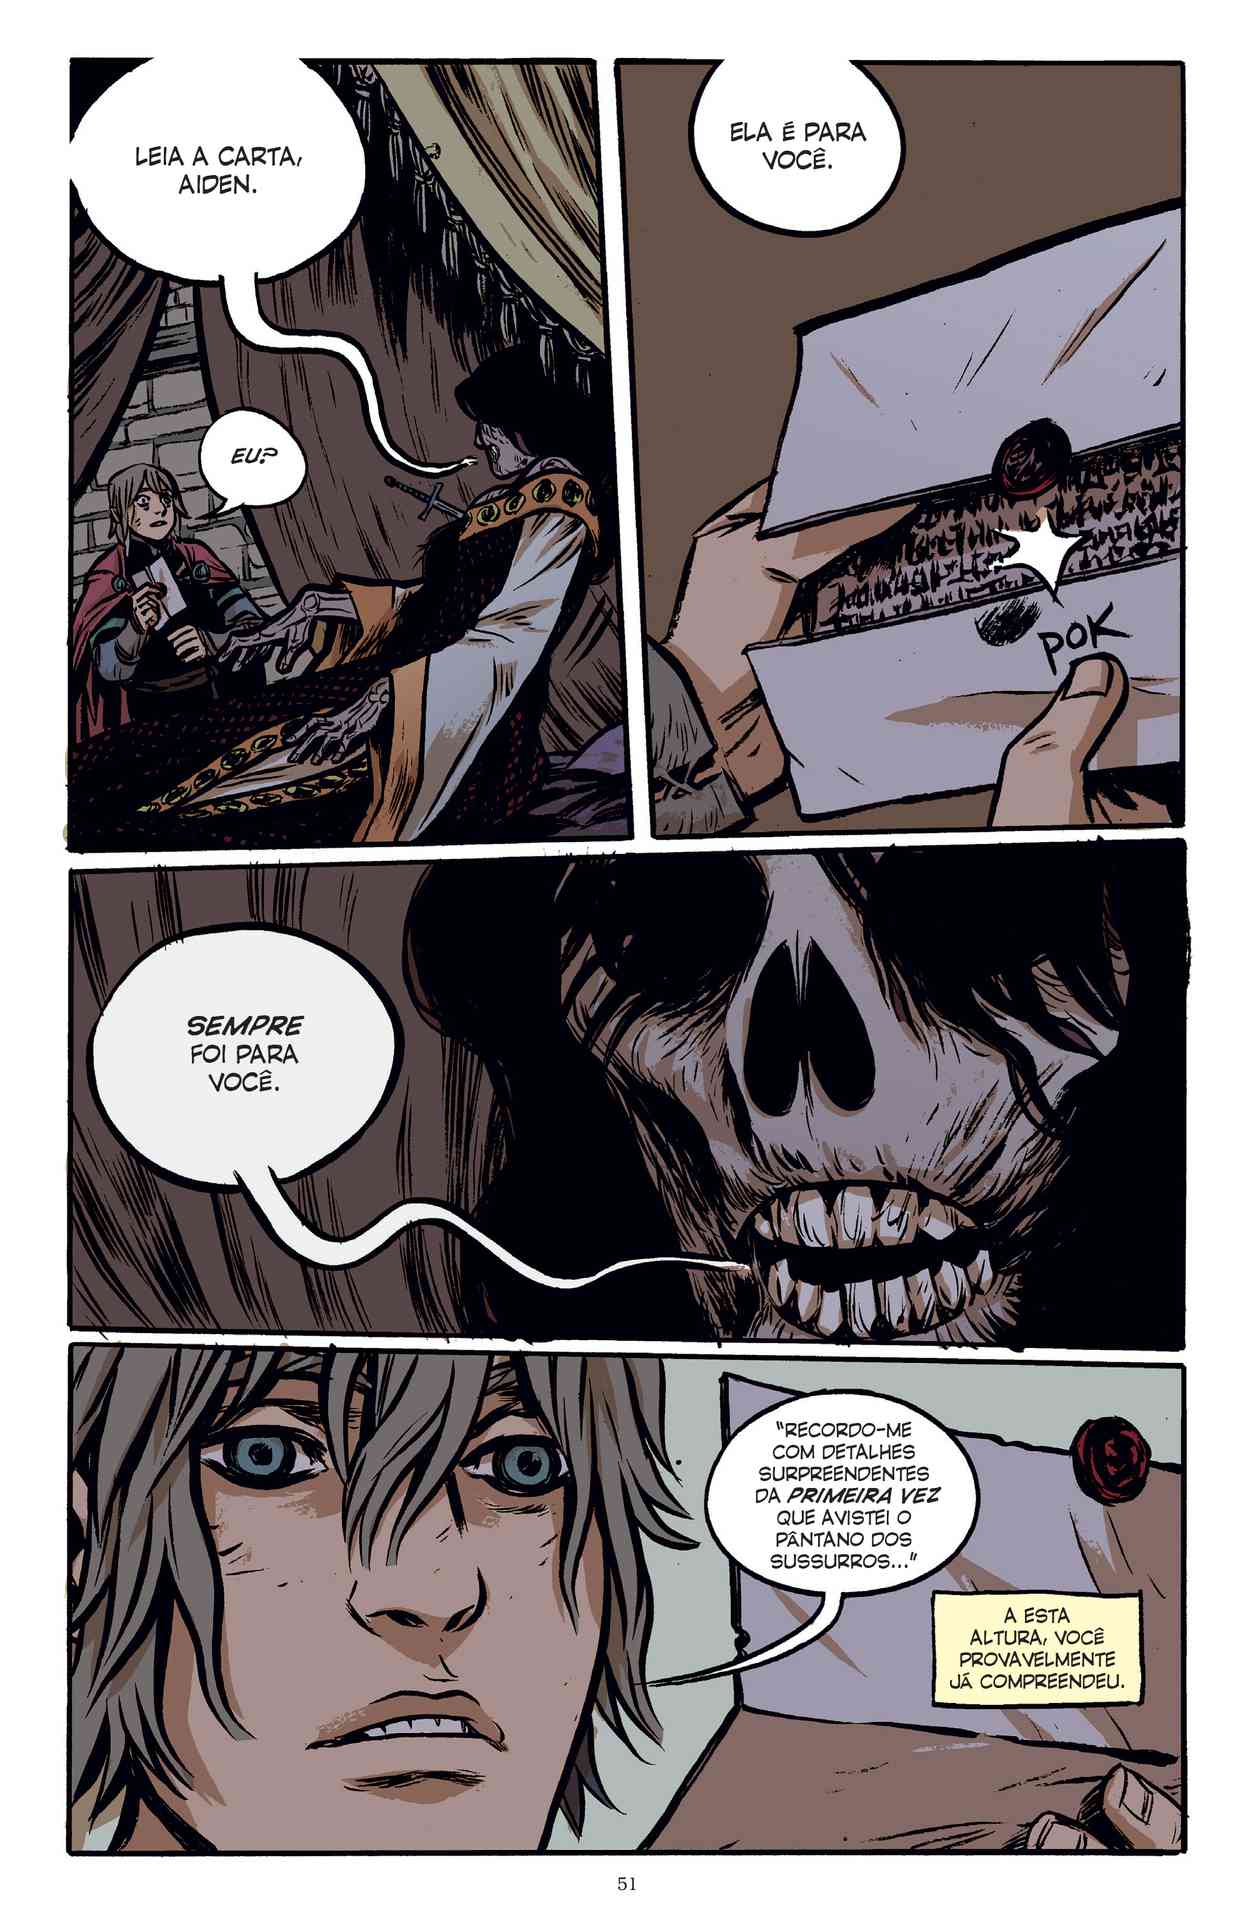 LEIA A CARTA,
AIDEN.
EU?
ELA É PARA
VOCÊ.
POK
SEMPRE
FOI PARA
VOCÊ.
"RECORDO-ME
COM DETALHES
SURPREENDENTES
DA PRIMEIRA VEZ
QUE AVISTEI O
PÂNTANO DOS
SUSSURROS..."
A ESTA
ALTURA, VOCÊ
PROVAVELMENTE
JÁ COMPREENDEU.
51